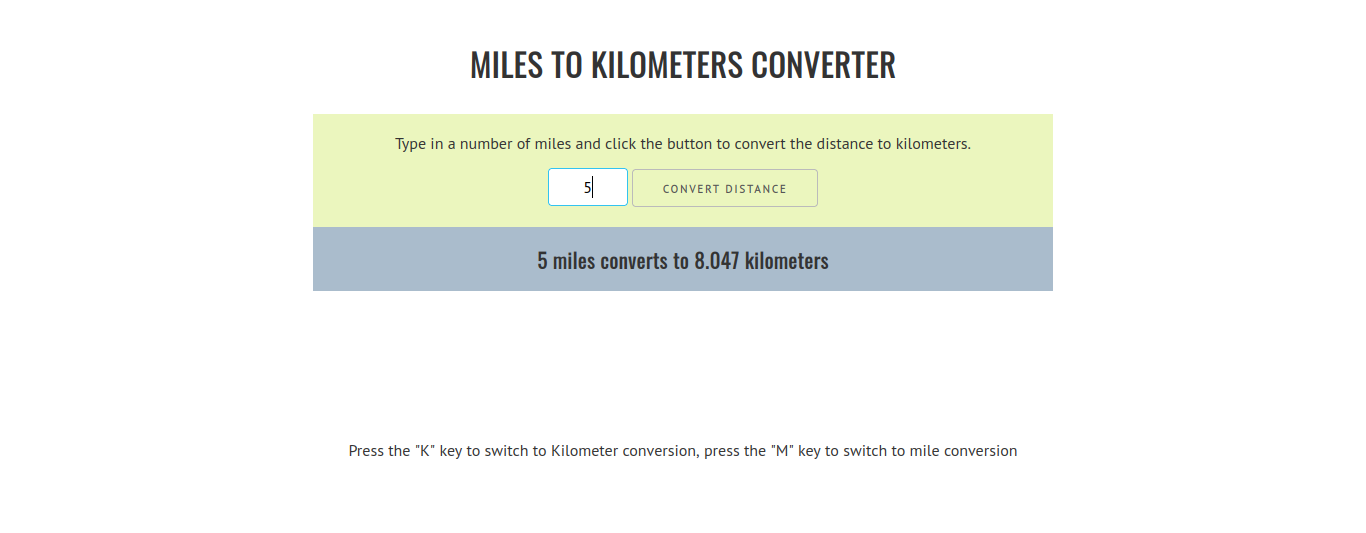 MILES TO KILOMETERS CONVERTER
Type in a number of miles and click the button to convert the distance to kilometers.
5 CONVERT DISTANCE
5 miles converts to 8.047 kilometers
Press the "K" key to switch to Kilometer conversion, press the "M" key to switch to mile conversion